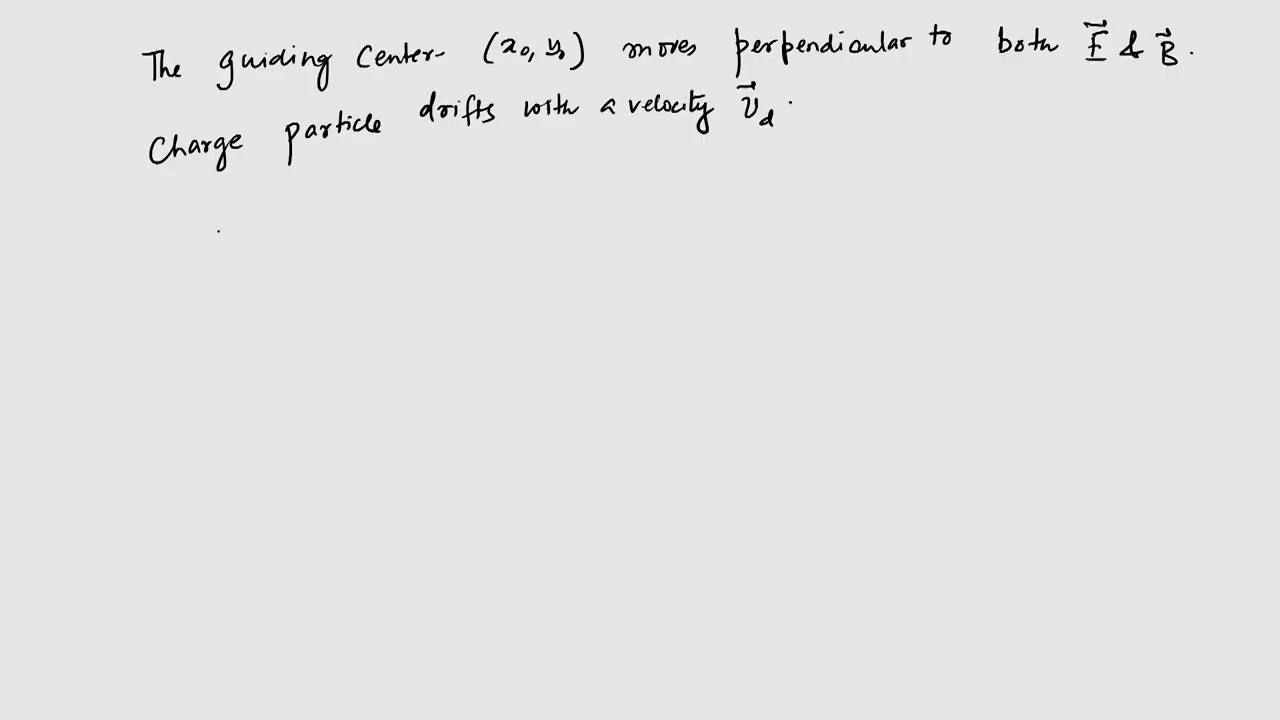 The guiding center (x₀, y₀) moves perpendicular to both E⃗ & B⃗.
Charge particle drifts with a velocity v⃗_d.